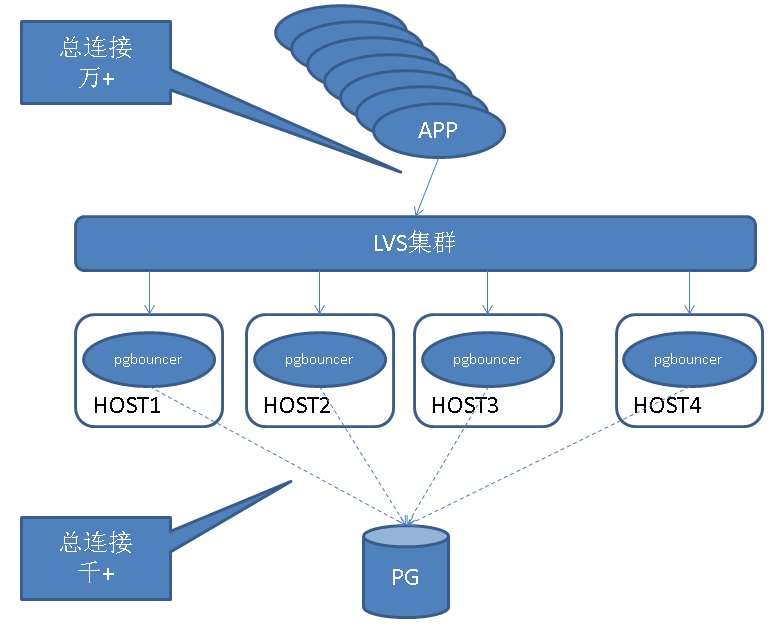 总连接
万+
APP
LVS集群
pgbouncer
pgbouncer
pgbouncer
pgbouncer
HOST1
HOST2
HOST3
HOST4
总连接
千+
PG